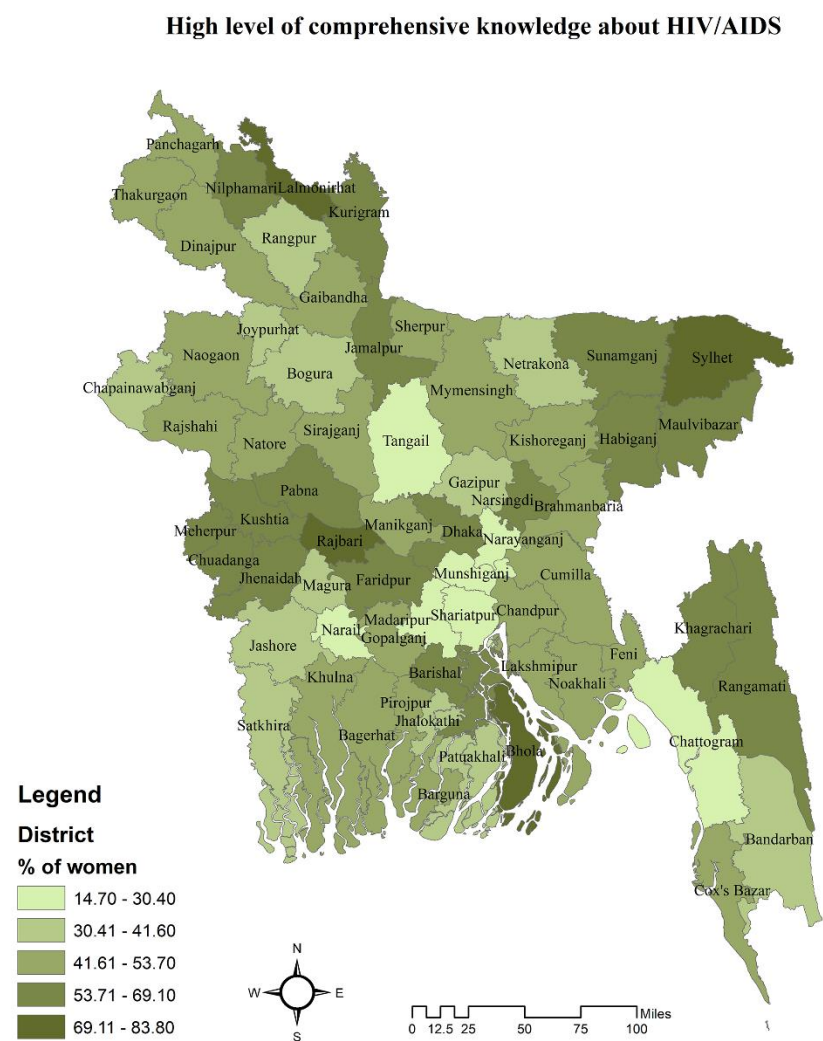 High level of comprehensive knowledge about HIV/AIDS
Panchagarh
Thakurgaon
Nilphamari
Lalmonirhat
Kurigram
Dinajpur
Rangpur
Gaibandha
Joypurhat
Naogaon
Bogura
Jamalpur
Sherpur
Netrakona
Sunamganj
Sylhet
Chapainawabganj
Mymensingh
Rajshahi
Natore
Sirajganj
Tangail
Kishoreganj
Habiganj
Maulvibazar
Gazipur
Narsingdi
Brahmanbaria
Pabna
Kushtia
Meherpur
Manikganj
Dhaka
Narayanganj
Rajbari
Chuadanga
Jhenaidah
Magura
Faridpur
Munshiganj
Cumilla
Shariatpur
Chandpur
Narail
Madaripur
Gopalganj
Jashore
Khagrachari
Feni
Lakshmipur
Noakhali
Rangamati
Khulna
Barishal
Pirojpur
Jhalokathi
Satkhira
Bagerhat
Patuakhali
Bhola
Chattogram
Barguna
Bandarban
Cox's Bazar
Legend
District
% of women
14.70 - 30.40
30.41 - 41.60
41.61 - 53.70
53.71 - 69.10
69.11 - 83.80
N
W E
S
Miles
0 12.5 25 50 75 100